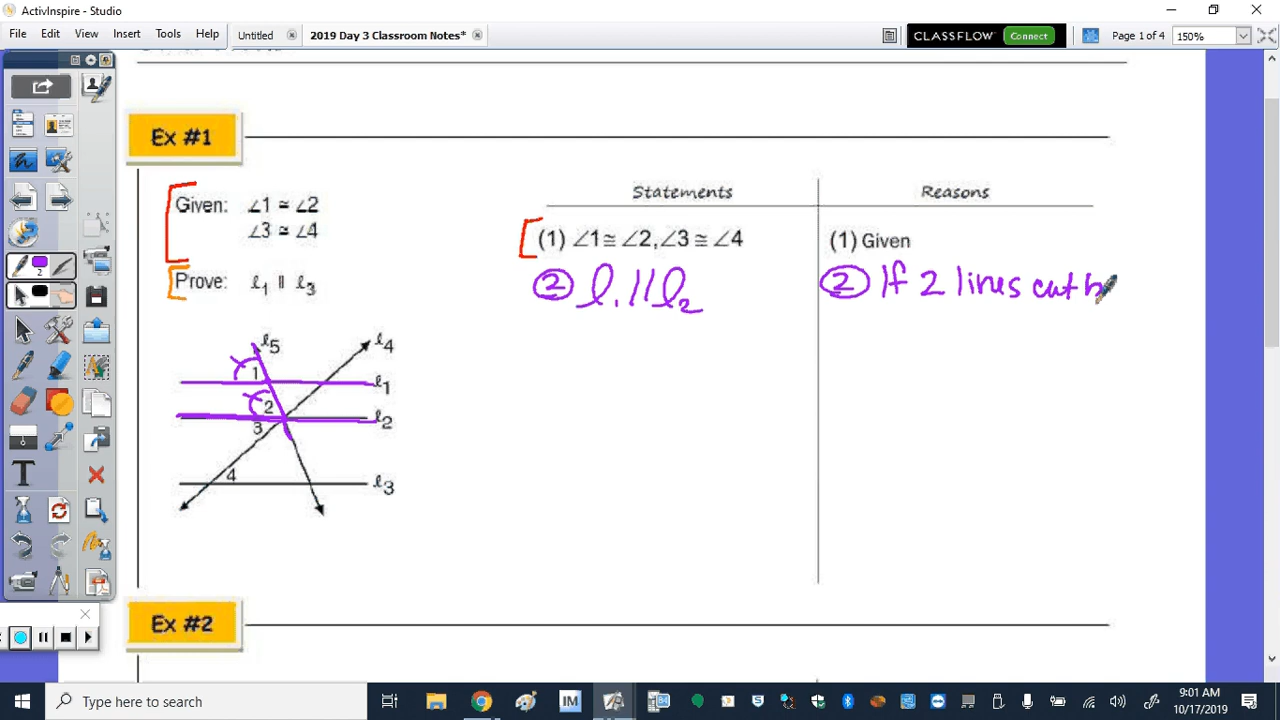 ActivInspire - Studio
File Edit View Insert Tools Help Untitled 2019 Day 3 Classroom Notes* CLASSFLOW Connect Page 1 of 4 150%
Ex #1
Given: ∠1 ≅ ∠2
∠3 ≅ ∠4
Prove: ℓ1 ∥ ℓ3
Statements Reasons
(1) ∠1 ≅ ∠2, ∠3 ≅ ∠4 (1) Given
② ℓ1 // ℓ2 ② If 2 lines cut b
ℓ5
ℓ4
1
ℓ1
2
ℓ2
3
4
ℓ3
2
T
Ex #2
Type here to search
IM
9:01 AM
10/17/2019